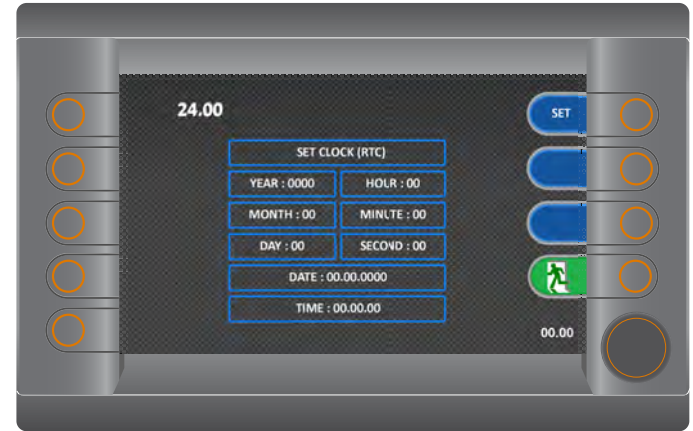 24.00
SET
SET CLOCK (RTC)
YEAR : 0000
HOUR : 00
MONTH : 00
MINUTE : 00
DAY : 00
SECOND : 00
DATE : 00.00.0000
TIME : 00.00.00
00.00